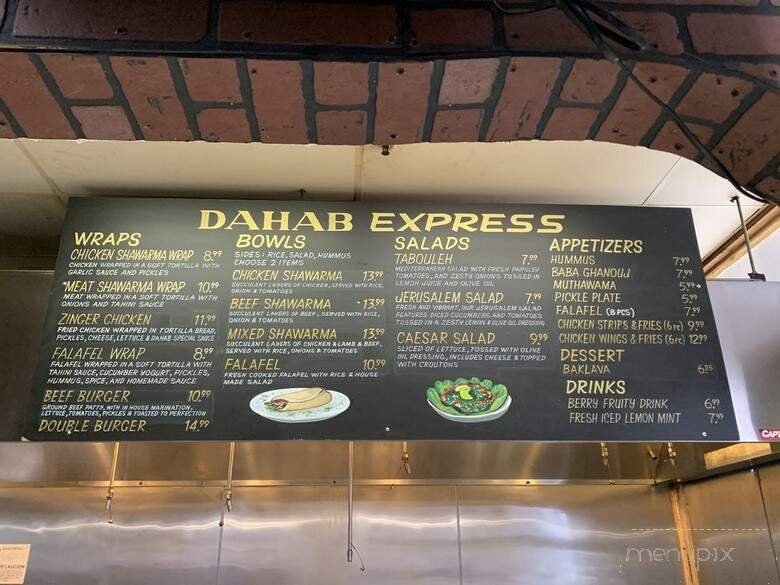 DAHAB EXPRESS
WRAPS
CHICKEN SHAWARMA WRAP 8.99
CHICKEN WRAPPED IN A SOFT TORTILLA WITH
GARLIC SAUCE AND PICKLES
MEAT SHAWARMA WRAP 10.99
MEAT WRAPPED IN A SOFT TORTILLA WITH
ONIONS AND TAHINI SAUCE
ZINGER CHICKEN 11.99
FRIED CHICKEN WRAPPED IN TORTILLA BREAD,
PICKLES, CHEESE, LETTUCE & DAHAB SPECIAL SAUCE
FALAFEL WRAP 8.99
FALAFEL WRAPPED IN A SOFT TORTILLA WITH
TAHINI SAUCE, CUCUMBER YOGURT, PICKLES,
HUMMUS, SPICE, AND HOMEMADE SAUCE
BEEF BURGER 10.99
GROUND BEEF PATTY, WITH IN HOUSE MARINATION,
LETTUCE, TOMATOES, PICKLES & TOASTED TO PERFECTION
DOUBLE BURGER 14.99
BOWLS
SIDES: RICE, SALAD, HUMMUS
CHOOSE 2 ITEMS
CHICKEN SHAWARMA 13.99
SUCCULENT LAYERS OF CHICKEN, SERVED WITH RICE,
ONION & TOMATOES
BEEF SHAWARMA 13.99
SUCCULENT LAYERS OF BEEF, SERVED WITH RICE,
ONION & TOMATOES
MIXED SHAWARMA 13.99
SUCCULENT LAYERS OF CHICKEN & LAMB & BEEF,
SERVED WITH RICE, ONIONS & TOMATOES
FALAFEL 10.99
FRESH COOKED FALAFEL WITH RICE & HOUSE
MADE SALAD
SALADS
TABOULEH 7.99
MEDITERRANEAN SALAD WITH FRESH PARSLEY
TOMATOES, AND ZESTY ONIONS TOSSED IN
LEMON JUICE AND OLIVE OIL
JERUSALEM SALAD 7.99
FRESH AND VIBRANT, OUR JERUSALEM SALAD
FEATURES DICED CUCUMBERS AND TOMATOES
TOSSED IN A ZESTY LEMON & OLIVE OIL DRESSING
CAESAR SALAD 9.99
SLICED OF LETTUCE, TOSSED WITH OLIVE
OIL DRESSING, INCLUDES CHEESE & TOPPED
WITH CROUTONS
APPETIZERS
HUMMUS 7.99
BABA GHANOUJ 7.99
MUTHAWAMA 5.99
PICKLE PLATE 5.99
FALAFEL (8 PCS) 7.99
CHICKEN STRIPS & FRIES (6PC) 9.99
CHICKEN WINGS & FRIES (6PC) 12.99
DESSERT
BAKLAVA 6.25
DRINKS
BERRY FRUITY DRINK 6.99
FRESH ICED LEMON MINT 7.99
CAPT
menupix